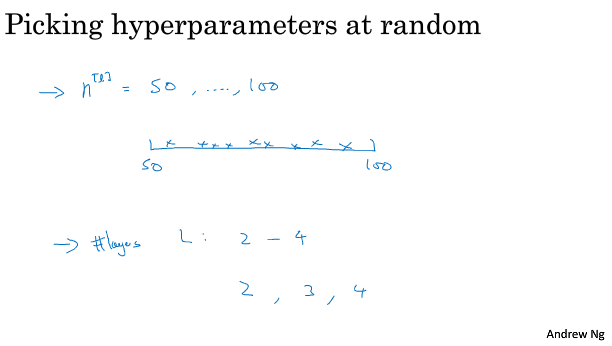 Picking hyperparameters at random
→ n[l] = 50 , ...., 100
50 100
→ #layers L : 2 - 4
2 , 3 , 4
Andrew Ng